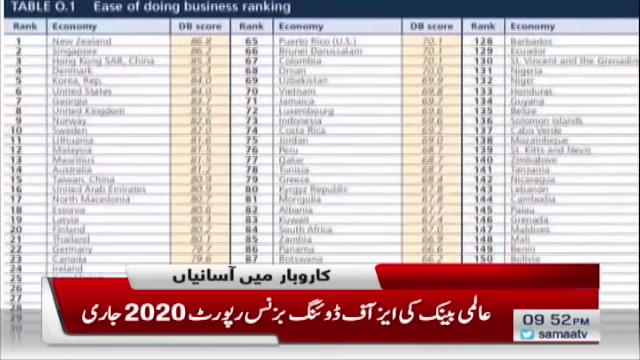 TABLE O.1 Ease of doing business ranking
Rank Economy DB score Rank Economy DB score Rank Economy
1 New Zealand 86.8 65 Puerto Rico (U.S.) 70.1 128 Barbados
2 Singapore 86.2 66 Brunei Darussalam 70.1 129 Ecuador
3 Hong Kong SAR, China 85.3 67 Colombia 70.1 130 St. Vincent and the Grenadin
4 Denmark 85.3 68 Oman 70.0 131 Nigeria
5 Korea, Rep. 84.0 69 Uzbekistan 69.9 132 Niger
6 United States 84.0 70 Vietnam 69.8 133 Honduras
7 Georgia 83.7 71 Jamaica 69.7 134 Guyana
8 United Kingdom 83.5 72 Luxembourg 69.6 135 Belize
9 Norway 82.6 73 Indonesia 69.6 136 Solomon Islands
10 Sweden 82.0 74 Costa Rica 69.2 137 Cabo Verde
11 Lithuania 81.6 75 Jordan 69.0 138 Mozambique
12 Malaysia 81.5 76 Peru 68.7 139 St. Kitts and Nevis
13 Mauritius 81.5 77 Qatar 68.7 140 Zimbabwe
14 Australia 81.2 78 Tunisia 68.7 141 Tanzania
15 Taiwan, China 80.9 79 Greece 68.4 142 Nicaragua
16 United Arab Emirates 80.9 80 Kyrgyz Republic 67.8 143 Lebanon
17 North Macedonia 80.7 81 Mongolia 67.8 144 Cambodia
18 Estonia 80.6 82 Albania 67.7 145 Palau
19 Latvia 80.3 83 Kuwait 67.4 146 Grenada
20 Finland 80.2 84 South Africa 67.0 147 Maldives
21 Thailand 80.1 85 Zambia 66.9 148 Mali
22 Germany 79.7 86 Panama 66.6 149 Benin
23 Canada 79.6 87 Botswana 66.2 150 Bolivia
24 Ireland
25
26
27
28
کاروبار میں آسانیاں
عالمی بینک کی ایز آف ڈوئنگ بزنس رپورٹ 2020 جاری
09:52PM
samaatv